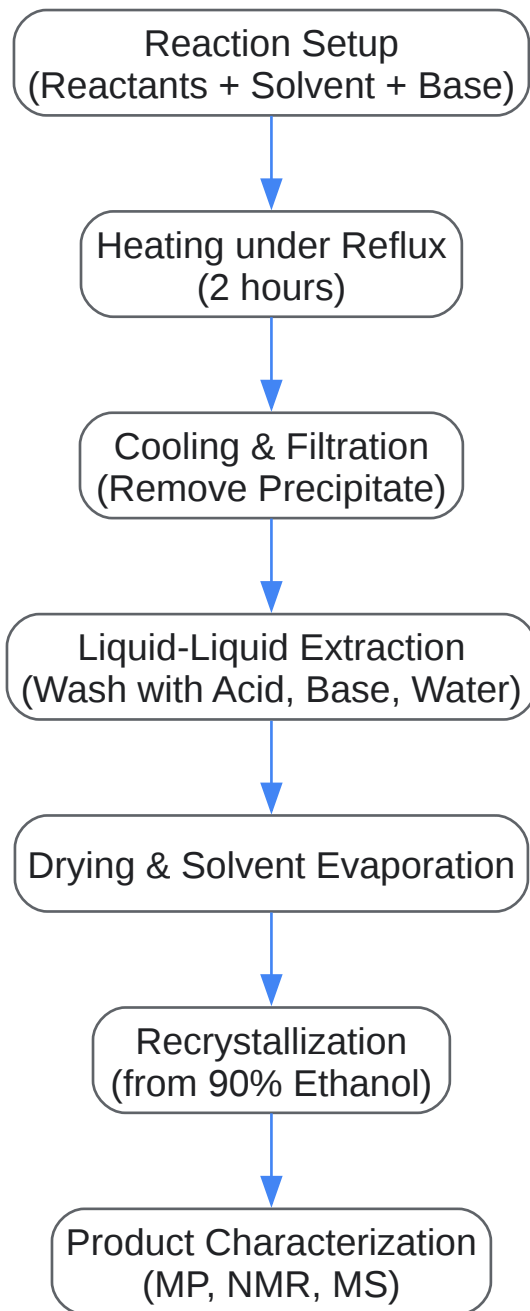 Reaction Setup
(Reactants + Solvent + Base)
Heating under Reflux
(2 hours)
Cooling & Filtration
(Remove Precipitate)
Liquid-Liquid Extraction
(Wash with Acid, Base, Water)
Drying & Solvent Evaporation
Recrystallization
(from 90% Ethanol)
Product Characterization
(MP, NMR, MS)